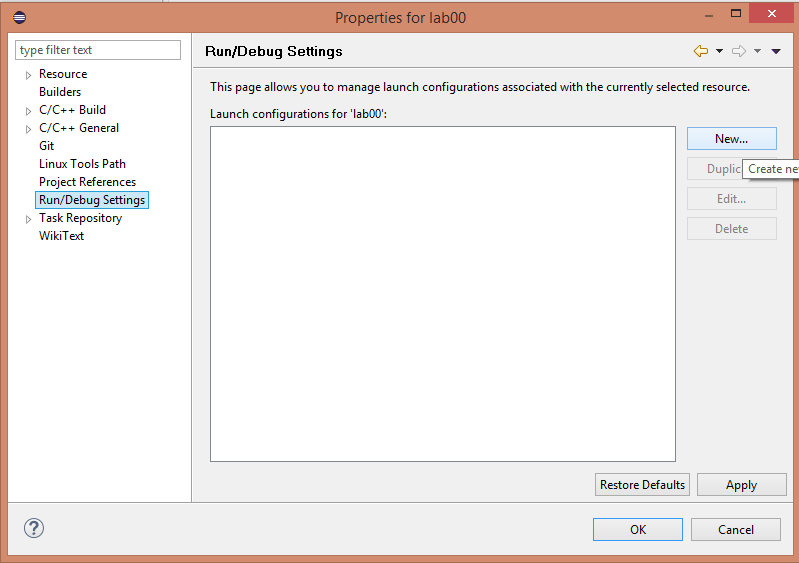 Properties for lab00
type filter text
Run/Debug Settings
Resource
Builders
C/C++ Build
C/C++ General
Git
Linux Tools Path
Project References
Run/Debug Settings
Task Repository
WikiText
This page allows you to manage launch configurations associated with the currently selected resource.
Launch configurations for 'lab00':
New...
Duplic
Create new
Edit...
Delete
Restore Defaults
Apply
OK
Cancel